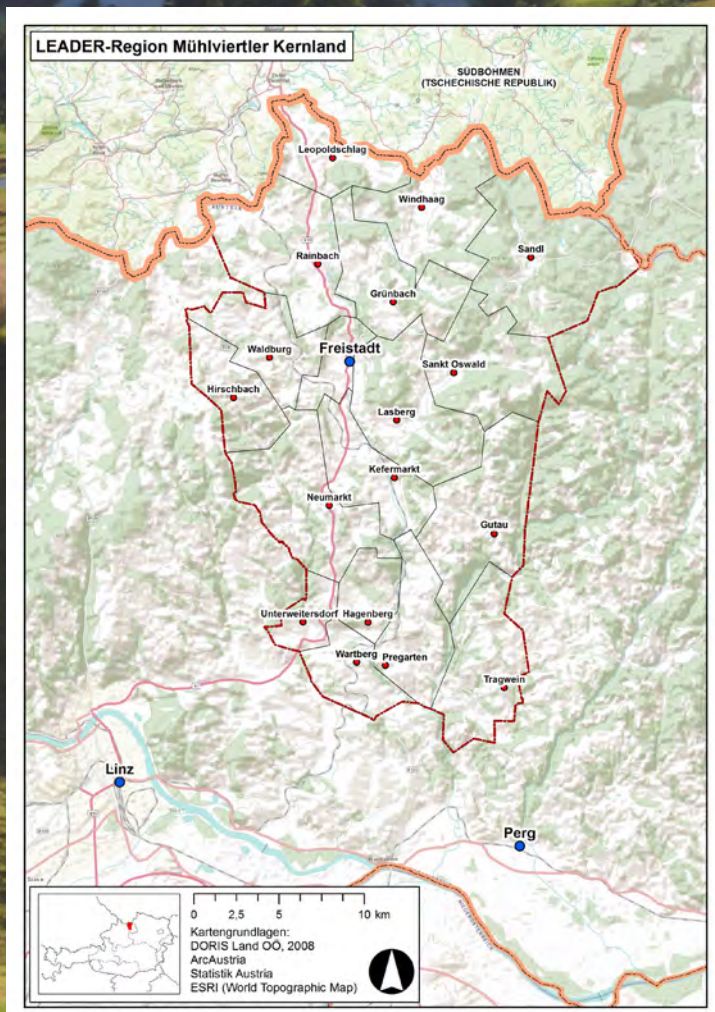 LEADER-Region Mühlviertler Kernland
SÜDBÖHMEN
(TSCHECHISCHE REPUBLIK)
Leopoldschlag
Windhaag
Sandl
Rainbach
Grünbach
Freistadt
Waldburg
Sankt Oswald
Hirschbach
Lasberg
Kefermarkt
Neumarkt
Gutau
Unterweitersdorf
Hagenberg
Wartberg
Pregarten
Tragwein
Linz
Perg
0 2,5 5 10 km
Kartengrundlagen:
DORIS Land OÖ, 2008
ArcAustria
Statistik Austria
ESRI (World Topographic Map)